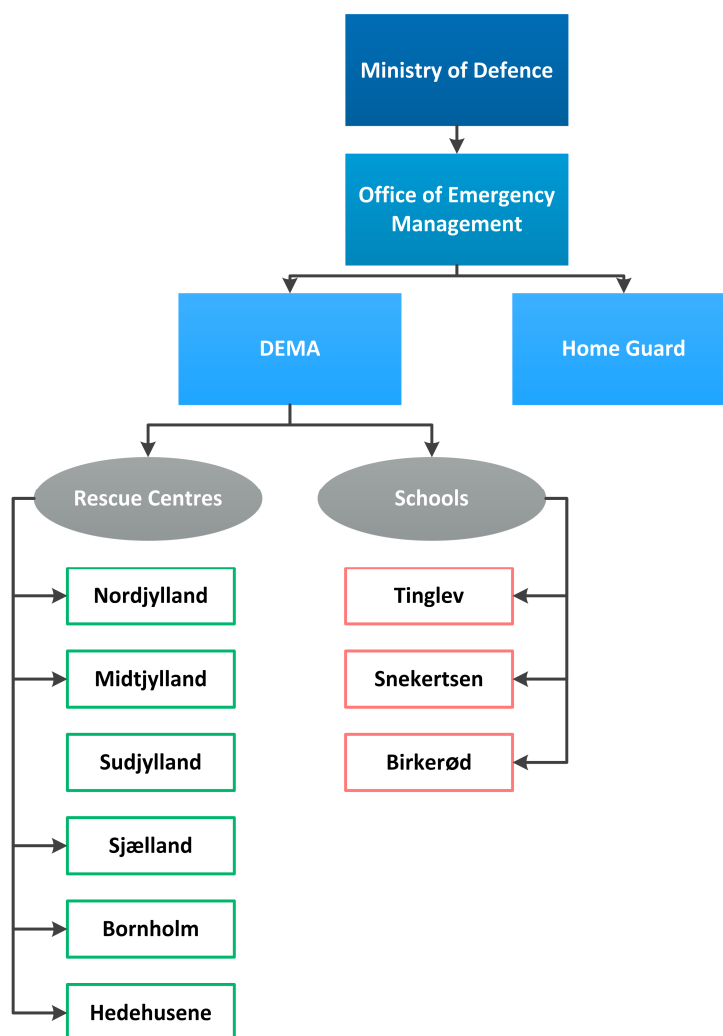 Ministry of Defence
Office of Emergency
Management
DEMA
Home Guard
Rescue Centres
Schools
Nordjylland
Tinglev
Midtjylland
Snekertsen
Sudjylland
Birkerød
Sjælland
Bornholm
Hedehusene